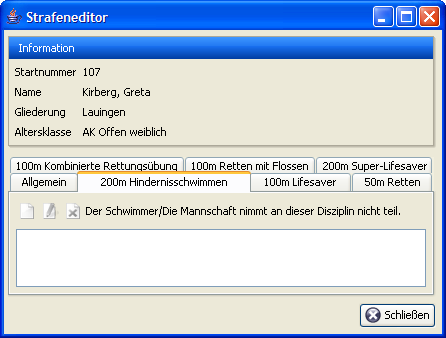 Strafeneditor
Information
Startnummer 107
Name Kirberg, Greta
Gliederung Lauingen
Altersklasse AK Offen weiblich
100m Kombinierte Rettungsübung 100m Retten mit Flossen 200m Super-Lifesaver
Allgemein 200m Hindernisschwimmen 100m Lifesaver 50m Retten
Der Schwimmer/Die Mannschaft nimmt an dieser Disziplin nicht teil.
Schließen